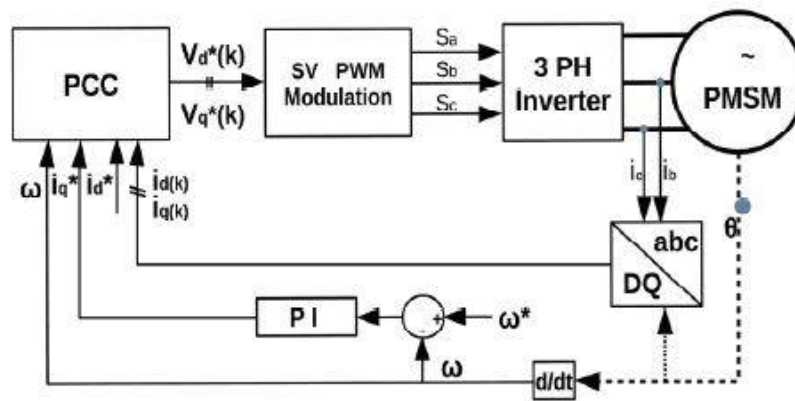 PCC
Vd*(k)
Vq*(k)
SV PWM
Modulation
Sa
Sb
Sc
3 PH
Inverter
~
PMSM
ω
iq*
id*
id(k)
iq(k)
ic
ib
θ
abc
DQ
PI
+
-
ω*
ω
d/dt